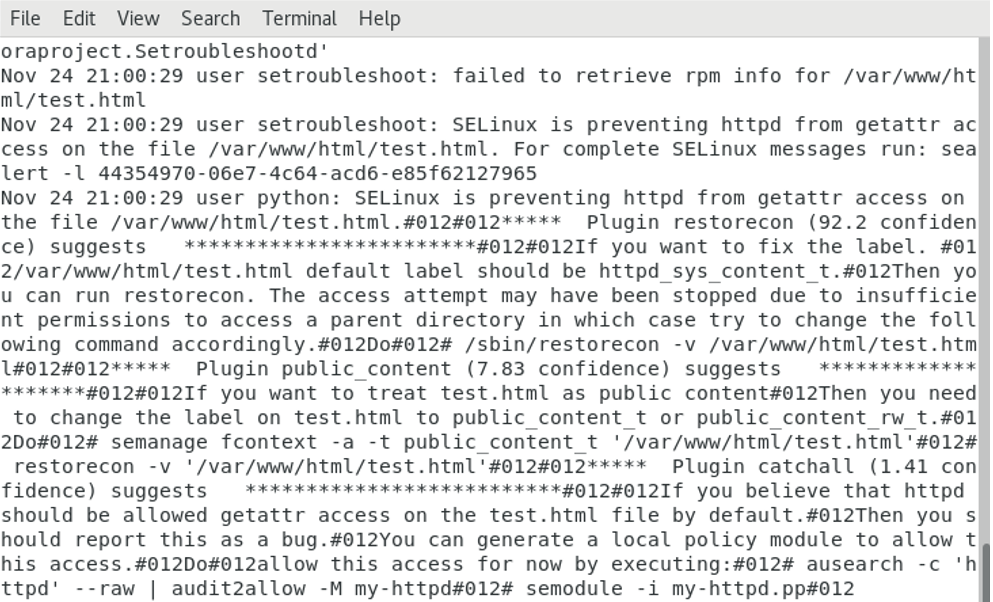 File Edit View Search Terminal Help
oraproject.Setroubleshootd'
Nov 24 21:00:29 user setroubleshoot: failed to retrieve rpm info for /var/www/ht
ml/test.html
Nov 24 21:00:29 user setroubleshoot: SELinux is preventing httpd from getattr ac
cess on the file /var/www/html/test.html. For complete SELinux messages run: sea
lert -l 44354970-06e7-4c64-acd6-e85f62127965
Nov 24 21:00:29 user python: SELinux is preventing httpd from getattr access on
the file /var/www/html/test.html.#012#012*****  Plugin restorecon (92.2 confiden
ce) suggests   ************************#012#012If you want to fix the label. #01
2/var/www/html/test.html default label should be httpd_sys_content_t.#012Then yo
u can run restorecon. The access attempt may have been stopped due to insufficie
nt permissions to access a parent directory in which case try to change the foll
owing command accordingly.#012Do#012# /sbin/restorecon -v /var/www/html/test.htm
l#012#012*****  Plugin public_content (7.83 confidence) suggests   *************
*******#012#012If you want to treat test.html as public content#012Then you need
 to change the label on test.html to public_content_t or public_content_rw_t.#01
2Do#012# semanage fcontext -a -t public_content_t '/var/www/html/test.html'#012#
 restorecon -v '/var/www/html/test.html'#012#012*****  Plugin catchall (1.41 con
fidence) suggests   **************************#012#012If you believe that httpd
should be allowed getattr access on the test.html file by default.#012Then you s
hould report this as a bug.#012You can generate a local policy module to allow t
his access.#012Do#012allow this access for now by executing:#012# ausearch -c 'h
ttpd' --raw | audit2allow -M my-httpd#012# semodule -i my-httpd.pp#012